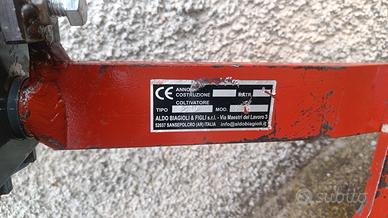 CE ANNO
COSTRUZIONE MATR.
COLTIVATORE
TIPO MOD.
ALDO BIAGIOLI & FIGLI s.r.l. - Via Maestri del Lavoro 3
52037 SANSEPOLCRO (AR) ITALIA info@aldobiagioli.it
subito